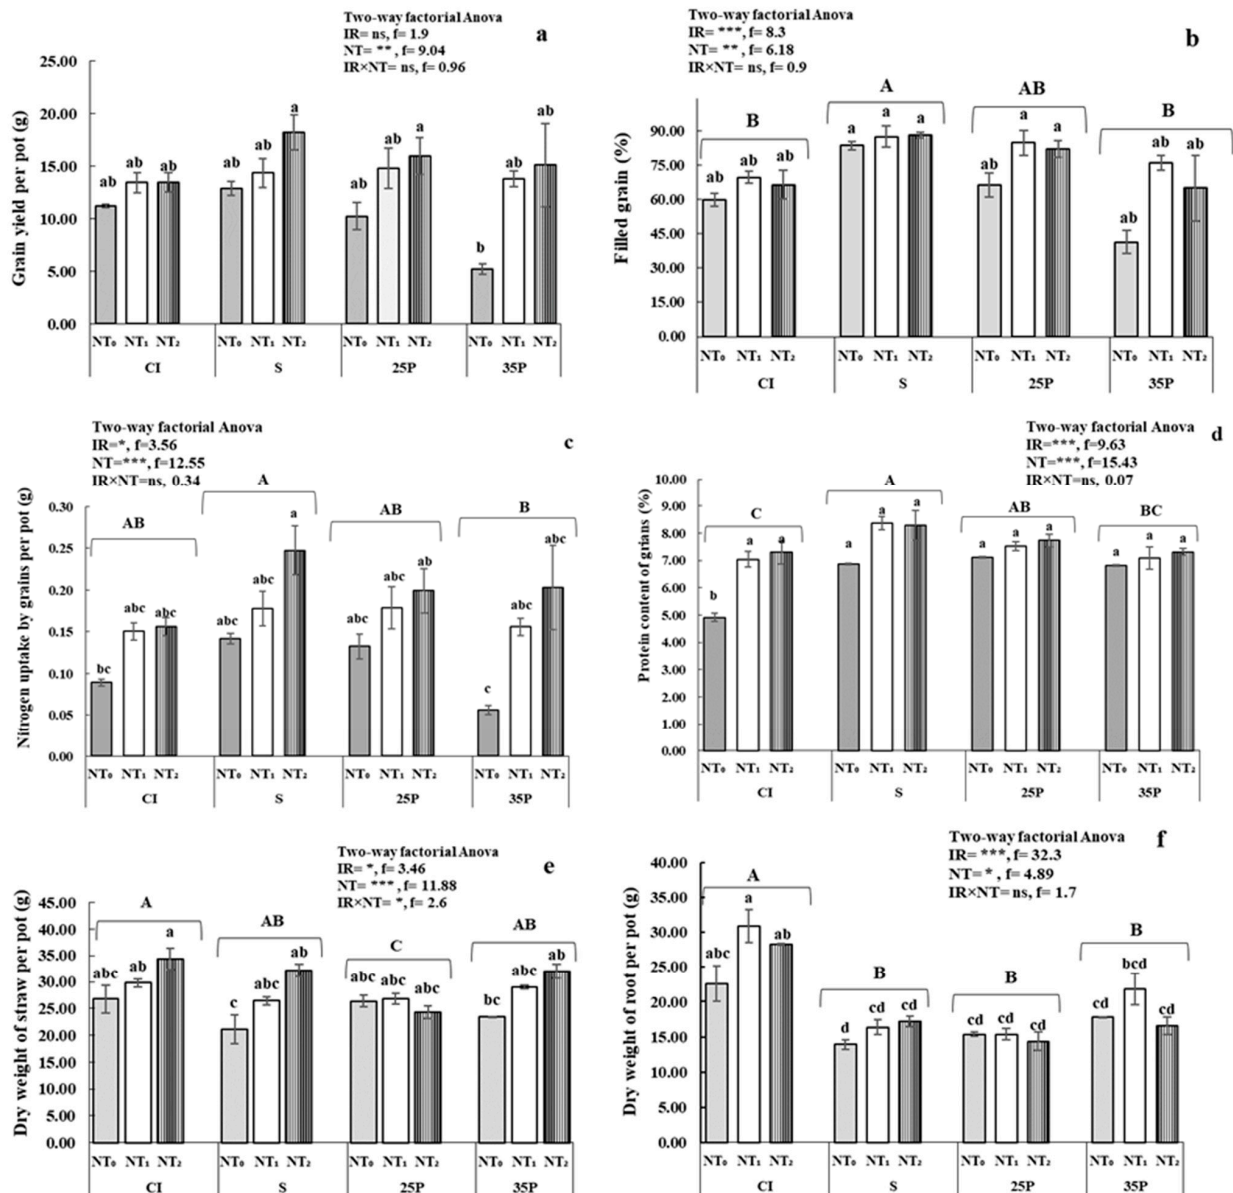 Two-way factorial Anova
IR= ns, f= 1.9
NT= **, f= 9.04
IR×NT= ns, f= 0.96
a
Grain yield per pot (g)
25.00
20.00
15.00
10.00
5.00
0.00
ab ab ab
ab ab a
ab ab a
b ab ab
NT₀ NT₁ NT₂ NT₀ NT₁ NT₂ NT₀ NT₁ NT₂ NT₀ NT₁ NT₂
CI S 25P 35P
Two-way factorial Anova
IR= ***, f= 8.3
NT= **, f= 6.18
IR×NT= ns, f= 0.9
b
Filled grain (%)
90.00
75.00
60.00
45.00
30.00
15.00
0.00
B A AB B
ab ab ab
a a a
ab a a
ab ab ab
NT₀ NT₁ NT₂ NT₀ NT₁ NT₂ NT₀ NT₁ NT₂ NT₀ NT₁ NT₂
CI S 25P 35P
Two-way factorial Anova
IR=*, f=3.56
NT=***, f=12.55
IR×NT=ns, 0.34
c
Nitrogen uptake by grains per pot (g)
0.30
0.25
0.20
0.15
0.10
0.05
0.00
AB A AB B
bc abc abc
abc abc a
abc abc ab
c abc abc
NT₀ NT₁ NT₂ NT₀ NT₁ NT₂ NT₀ NT₁ NT₂ NT₀ NT₁ NT₂
CI S 25P 35P
Two-way factorial Anova
IR=***, f=9.63
NT=***, f=15.43
IR×NT=ns, 0.07
d
Protein content of grians (%)
10.00
9.00
8.00
7.00
6.00
5.00
4.00
3.00
2.00
1.00
0.00
C A AB BC
b a a
a a a
a a a
a a a
NT₀ NT₁ NT₂ NT₀ NT₁ NT₂ NT₀ NT₁ NT₂ NT₀ NT₁ NT₂
CI S 25P 35P
Two-way factorial Anova
IR= *, f= 3.46
NT= ***, f= 11.88
IR×NT= *, f= 2.6
e
Dry weight of straw per pot (g)
45.00
40.00
35.00
30.00
25.00
20.00
15.00
10.00
5.00
0.00
A AB C AB
abc ab a
c abc ab
abc abc abc
bc abc ab
NT₀ NT₁ NT₂ NT₀ NT₁ NT₂ NT₀ NT₁ NT₂ NT₀ NT₁ NT₂
CI S 25P 35P
Two-way factorial Anova
IR= ***, f= 32.3
NT= *, f= 4.89
IR×NT= ns, f= 1.7
f
Dry weight of root per pot (g)
40.00
35.00
30.00
25.00
20.00
15.00
10.00
5.00
0.00
A B B B
abc a ab
d cd cd
cd cd cd
cd bcd cd
NT₀ NT₁ NT₂ NT₀ NT₁ NT₂ NT₀ NT₁ NT₂ NT₀ NT₁ NT₂
CI S 25P 35P